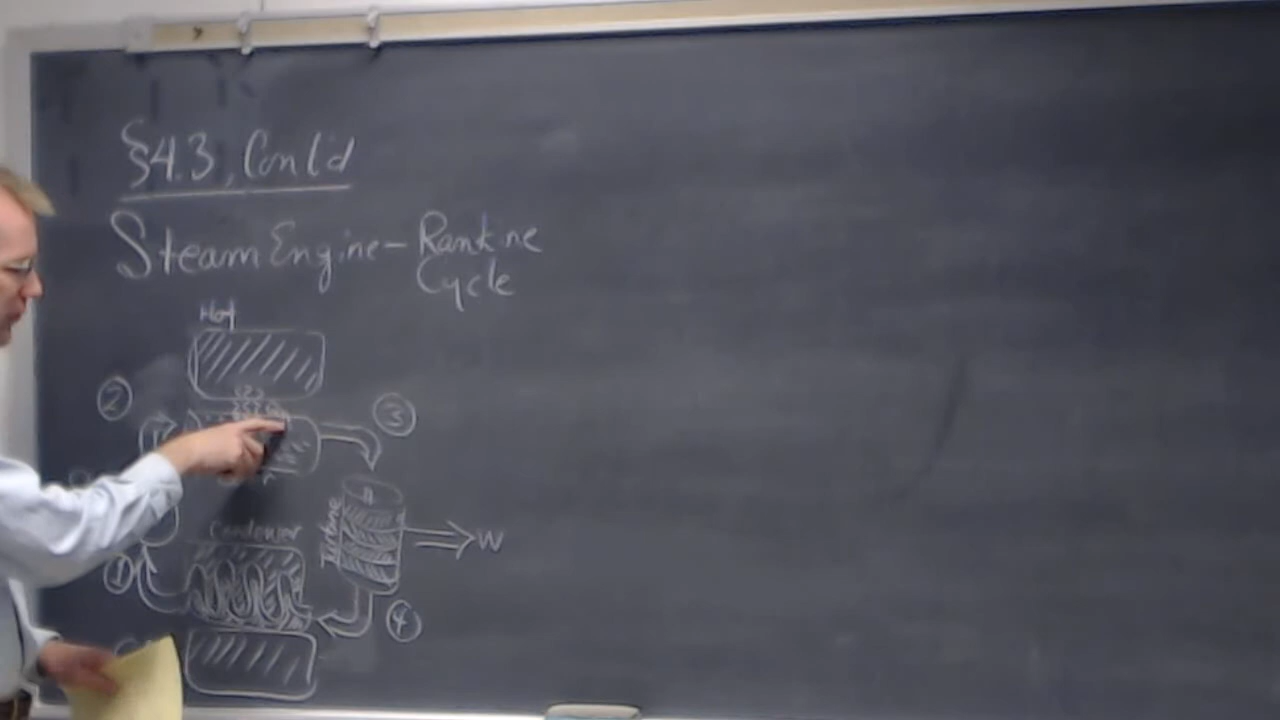 §4.3, Cont'd
Steam Engine - Rankine
Cycle
Hot
②
③
Condenser
Turbine
W
①
④